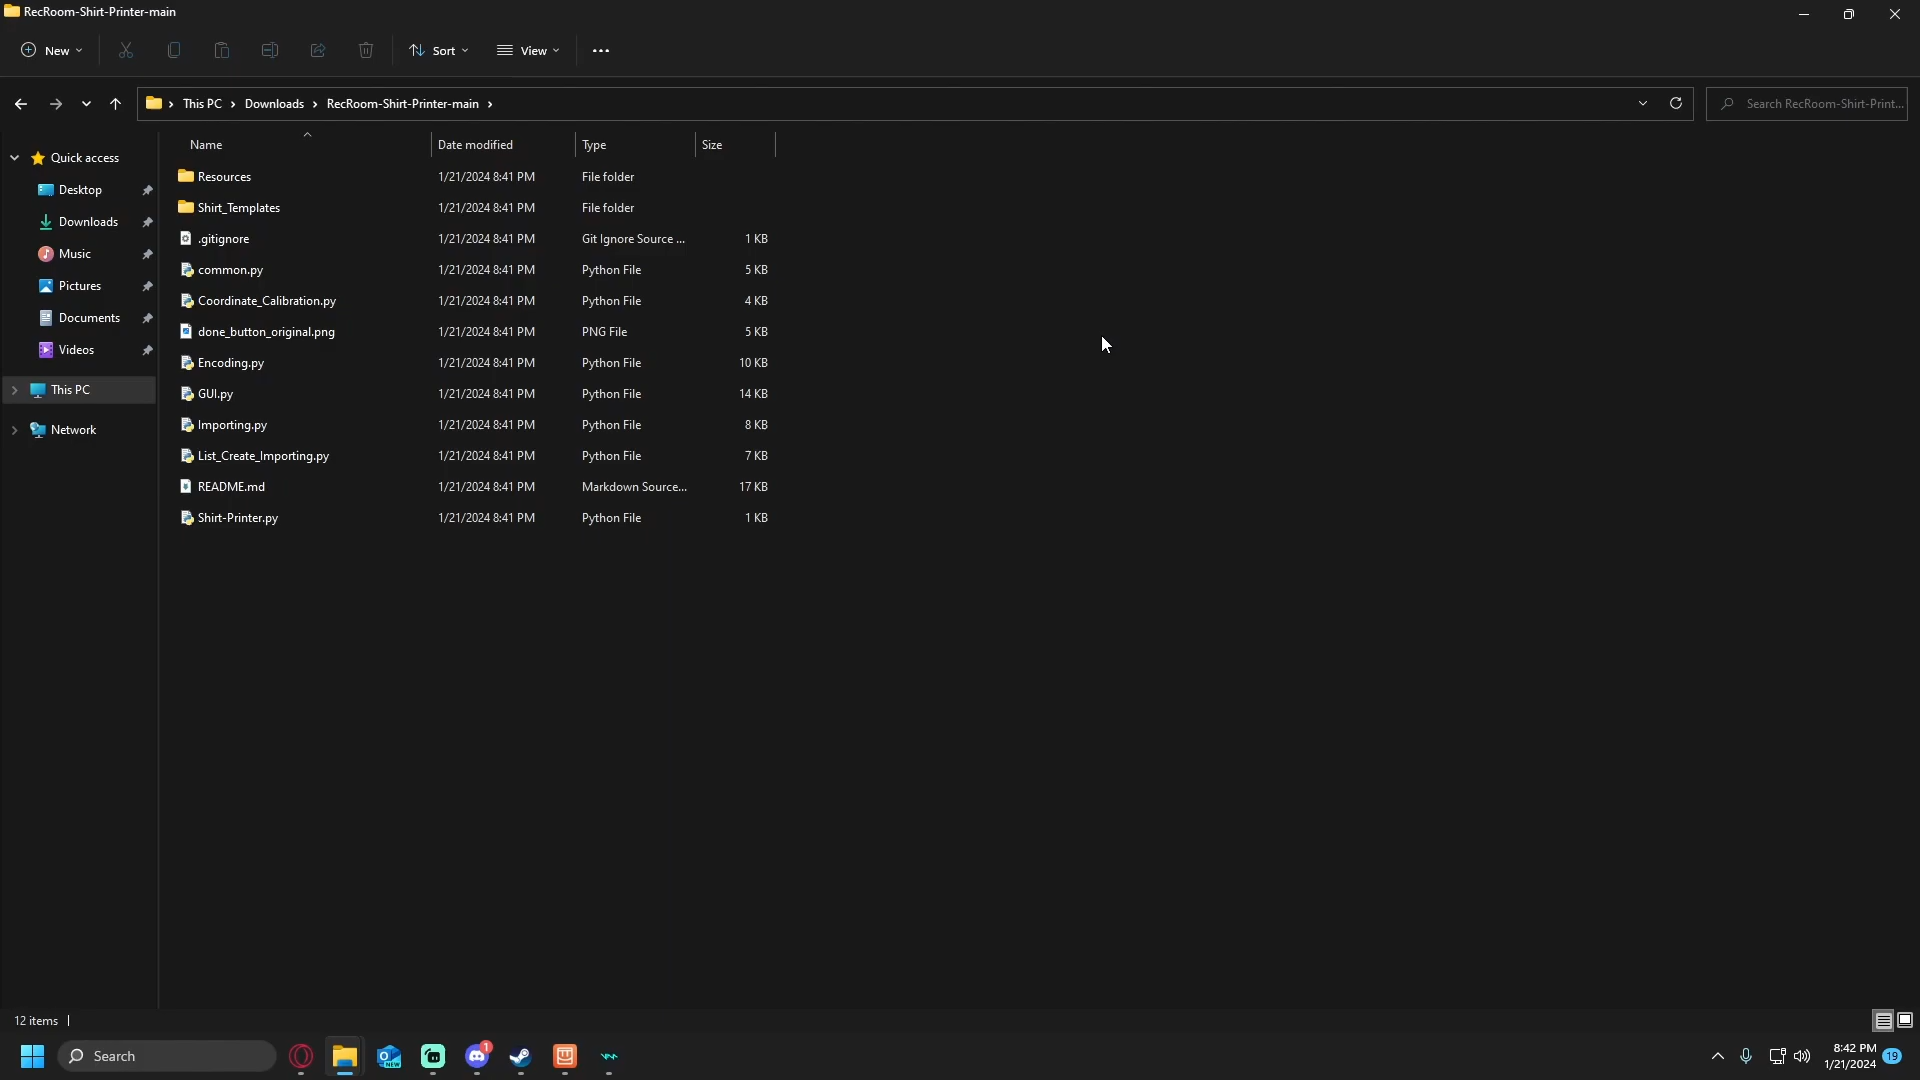 RecRoom-Shirt-Printer-main
New Sort View
This PC Downloads RecRoom-Shirt-Printer-main Search RecRoom-Shirt-Print...
Name Date modified Type Size
Quick access
Desktop
Downloads
Music
Pictures
Documents
Videos
This PC
Network
Resources 1/21/2024 8:41 PM File folder
Shirt_Templates 1/21/2024 8:41 PM File folder
.gitignore 1/21/2024 8:41 PM Git Ignore Source ... 1 KB
common.py 1/21/2024 8:41 PM Python File 5 KB
Coordinate_Calibration.py 1/21/2024 8:41 PM Python File 4 KB
done_button_original.png 1/21/2024 8:41 PM PNG File 5 KB
Encoding.py 1/21/2024 8:41 PM Python File 10 KB
GUI.py 1/21/2024 8:41 PM Python File 14 KB
Importing.py 1/21/2024 8:41 PM Python File 8 KB
List_Create_Importing.py 1/21/2024 8:41 PM Python File 7 KB
README.md 1/21/2024 8:41 PM Markdown Source... 17 KB
Shirt-Printer.py 1/21/2024 8:41 PM Python File 1 KB
12 items
Search NEW 1 8:42 PM
1/21/2024 19